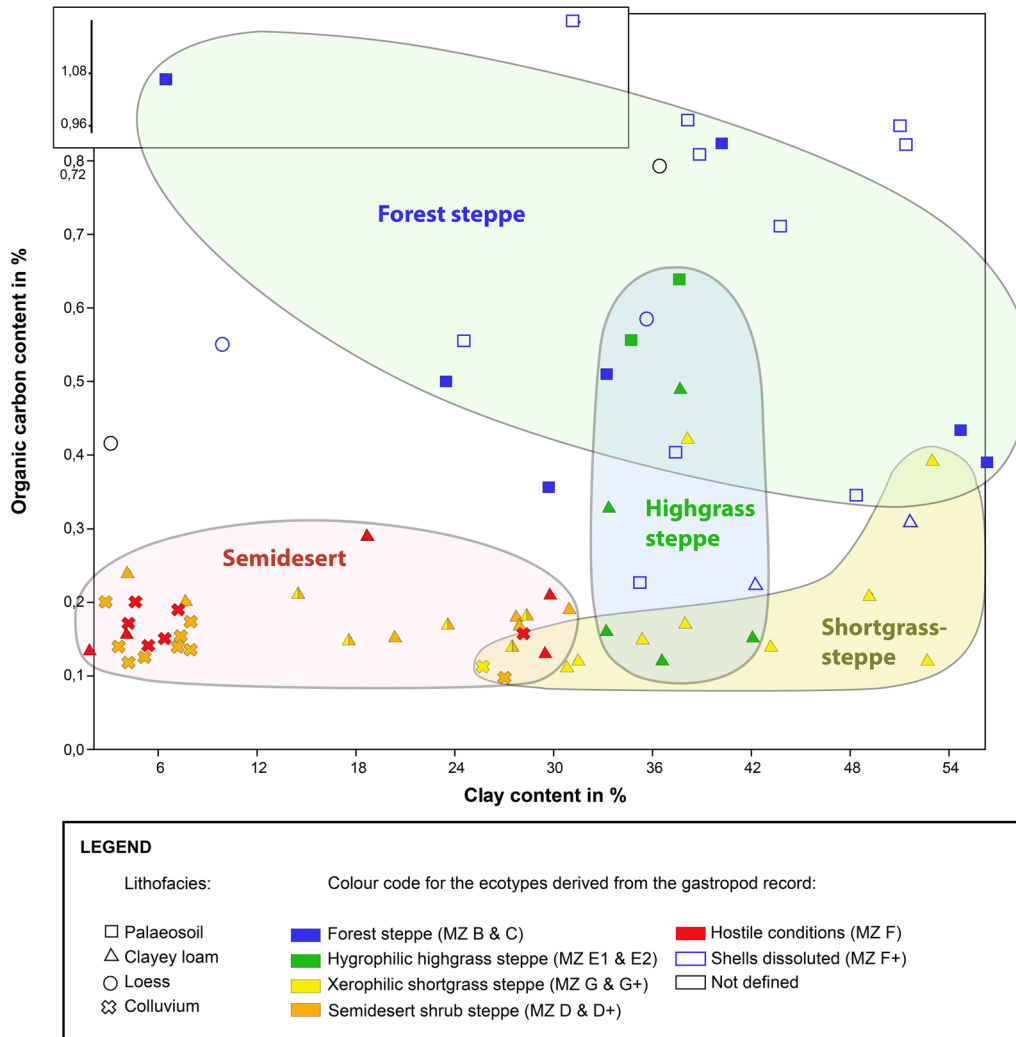 1,08
0,96
0,8
0,72
0,7
0,6
0,5
0,4
0,3
0,2
0,1
0,0
Organic carbon content in %
Forest steppe
Highgrass
steppe
Semidesert
Shortgrass-
steppe
6
12
18
24
30
36
42
48
54
Clay content in %
LEGEND
Lithofacies:
Palaeosoil
Clayey loam
Loess
Colluvium
Colour code for the ecotypes derived from the gastropod record:
Forest steppe (MZ B & C)
Hygrophilic highgrass steppe (MZ E1 & E2)
Xerophilic shortgrass steppe (MZ G & G+)
Semidesert shrub steppe (MZ D & D+)
Hostile conditions (MZ F)
Shells dissoluted (MZ F+)
Not defined